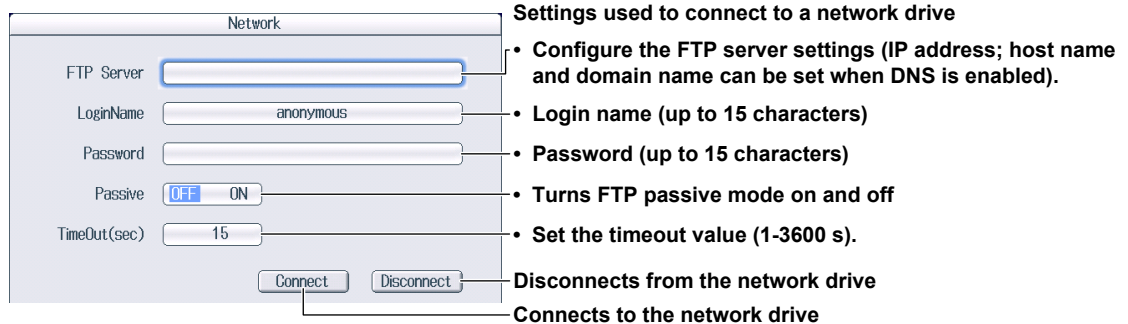 Network
Settings used to connect to a network drive
FTP Server
• Configure the FTP server settings (IP address; host name
and domain name can be set when DNS is enabled).
LoginName
anonymous
• Login name (up to 15 characters)
Password
• Password (up to 15 characters)
Passive
OFF ON
• Turns FTP passive mode on and off
TimeOut(sec)
15
• Set the timeout value (1-3600 s).
Connect
Disconnect
Disconnects from the network drive
Connects to the network drive